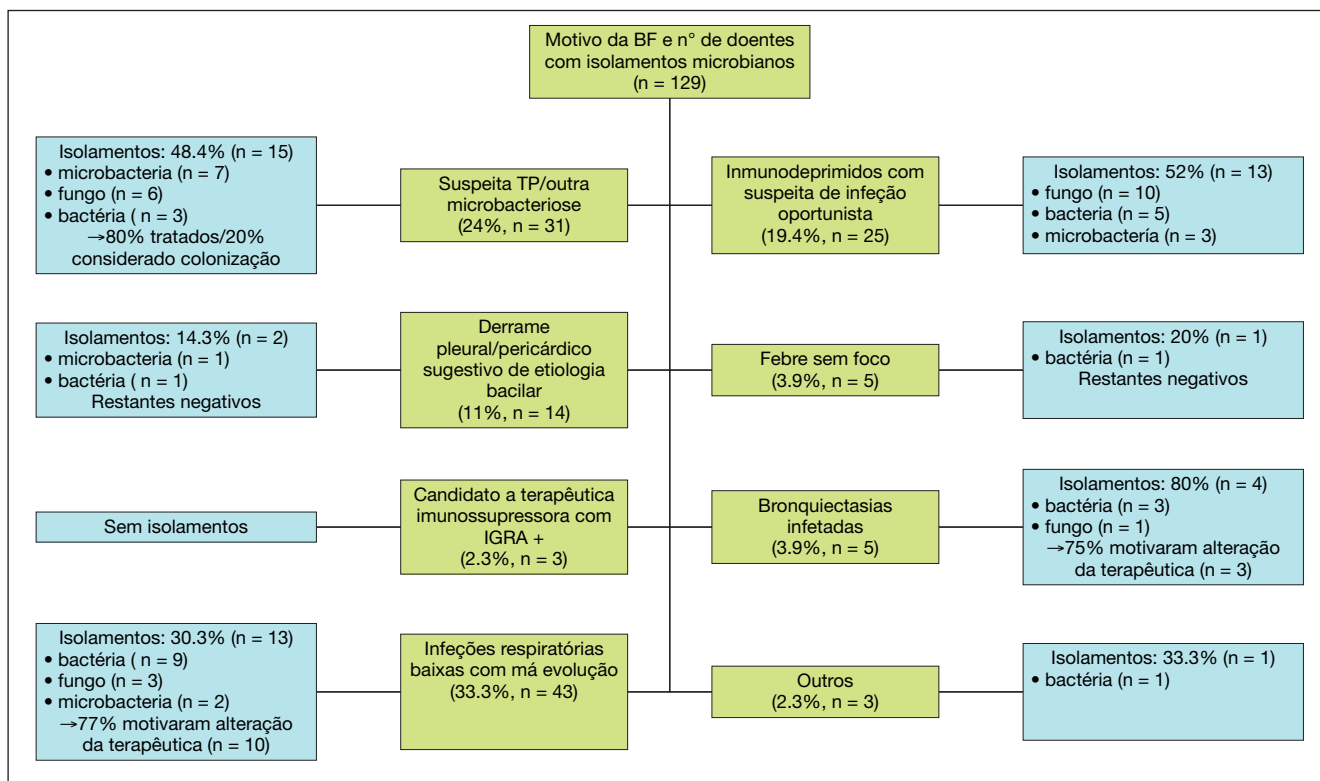 Motivo da BF e n° de doentes
com isolamentos microbianos
(n = 129)
Isolamentos: 48.4% (n = 15)
• microbacteria (n = 7)
• fungo (n = 6)
• bactéria ( n = 3)
→80% tratados/20%
considerado colonização
Suspeita TP/outra
microbacteriose
(24%, n = 31)
Inmunodeprimidos com
suspeita de infeção
oportunista
(19.4%, n = 25)
Isolamentos: 52% (n = 13)
• fungo (n = 10)
• bacteria (n = 5)
• microbactería (n = 3)
Isolamentos: 14.3% (n = 2)
• microbacteria (n = 1)
• bactéria ( n = 1)
Restantes negativos
Derrame
pleural/pericárdico
sugestivo de etiologia
bacilar
(11%, n = 14)
Febre sem foco
(3.9%, n = 5)
Isolamentos: 20% (n = 1)
• bactéria (n = 1)
Restantes negativos
Sem isolamentos
Candidato a terapêutica
imunossupressora com
IGRA +
(2.3%, n = 3)
Bronquiectasias
infetadas
(3.9%, n = 5)
Isolamentos: 80% (n = 4)
• bactéria (n = 3)
• fungo (n = 1)
→75% motivaram alteração
da terapêutica (n = 3)
Isolamentos: 30.3% (n = 13)
• bactéria ( n = 9)
• fungo (n = 3)
• microbacteria (n = 2)
→77% motivaram alteração
da terapêutica (n = 10)
Infeções respiratórias
baixas com má evolução
(33.3%, n = 43)
Outros
(2.3%, n = 3)
Isolamentos: 33.3% (n = 1)
• bactéria (n = 1)